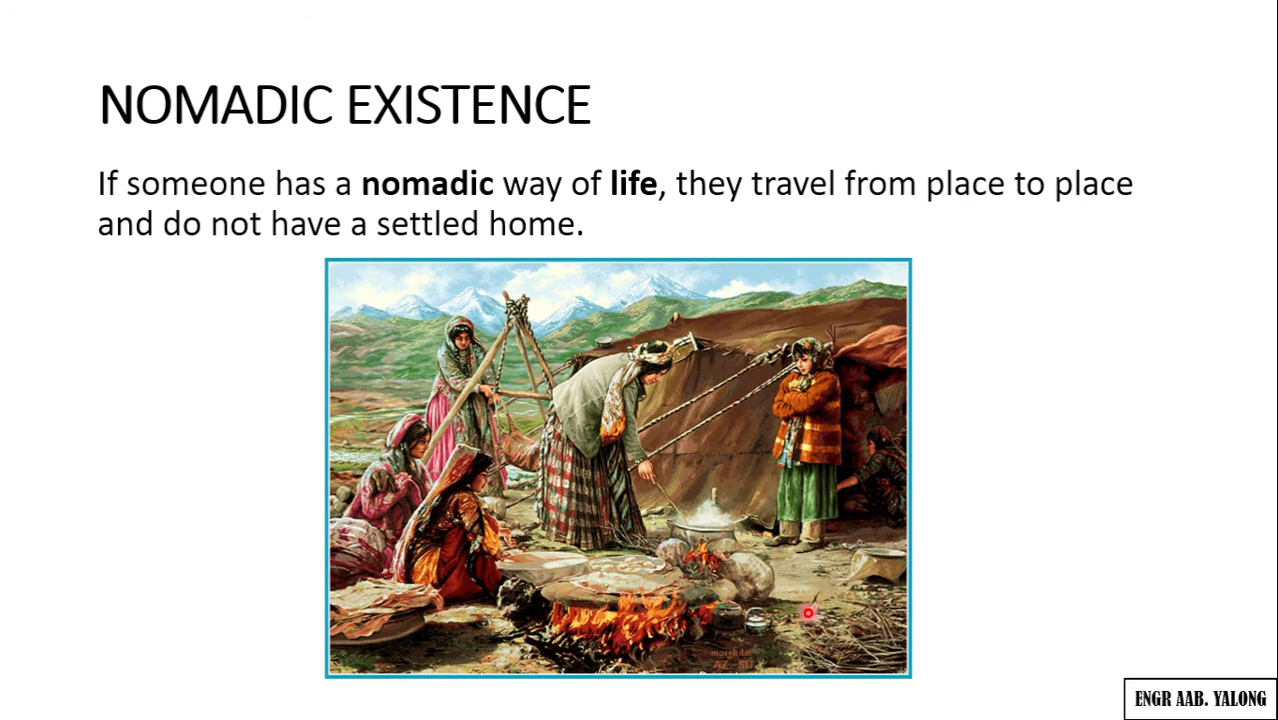 NOMADIC EXISTENCE
If someone has a nomadic way of life, they travel from place to place
and do not have a settled home.
ENGR AAB. YALONG